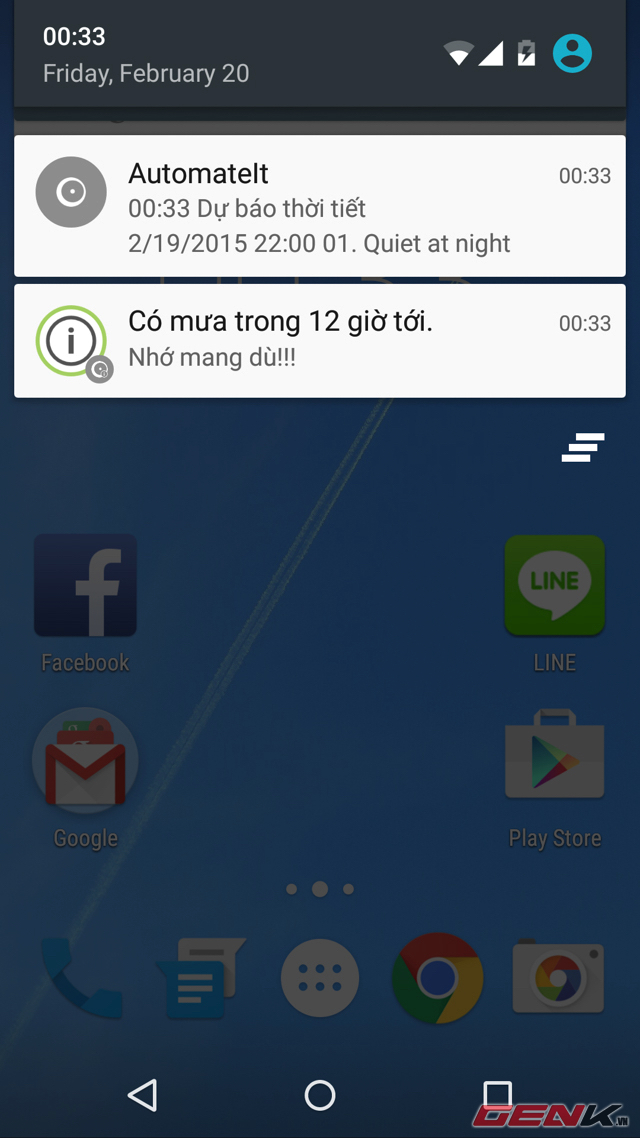 00:33
Friday, February 20
AutomateIt
00:33
00:33 Dự báo thời tiết
2/19/2015 22:00 01. Quiet at night
Có mưa trong 12 giờ tới.
00:33
Nhớ mang dù!!!
LINE
Facebook
LINE
Google
Play Store
GENK.VN